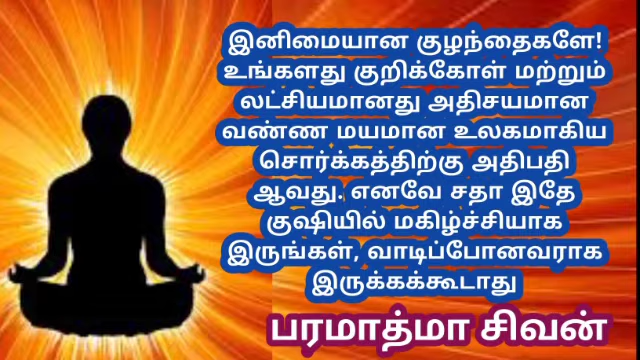 இனிமையான குழந்தைகளே!
உங்களது குறிக்கோள் மற்றும்
லட்சியமானது அதிசயமான
வண்ண மயமான உலகமாகிய
சொர்க்கத்திற்கு அதிபதி
ஆவது. எனவே சதா இதே
குஷியில் மகிழ்ச்சியாக
இருங்கள், வாடிப்போனவராக
இருக்கக்கூடாது
பரமாத்மா சிவன்